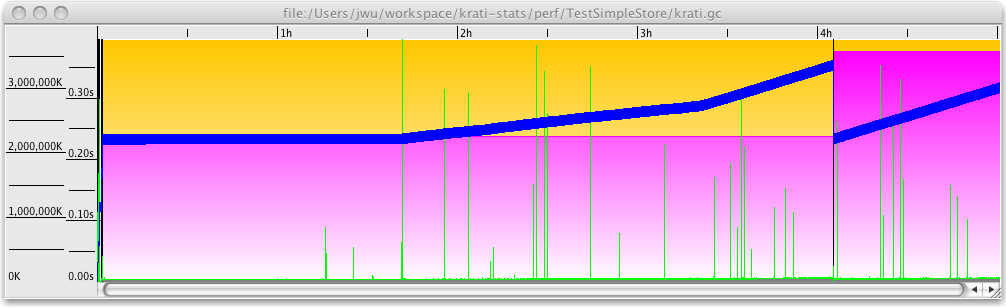 file:/Users/jwu/workspace/krati-stats/perf/TestSimpleStore/krati.gc
1h
2h
3h
4h
3,000,000K
0.30s
2,000,000K
0.20s
1,000,000K
0.10s
0K
0.00s